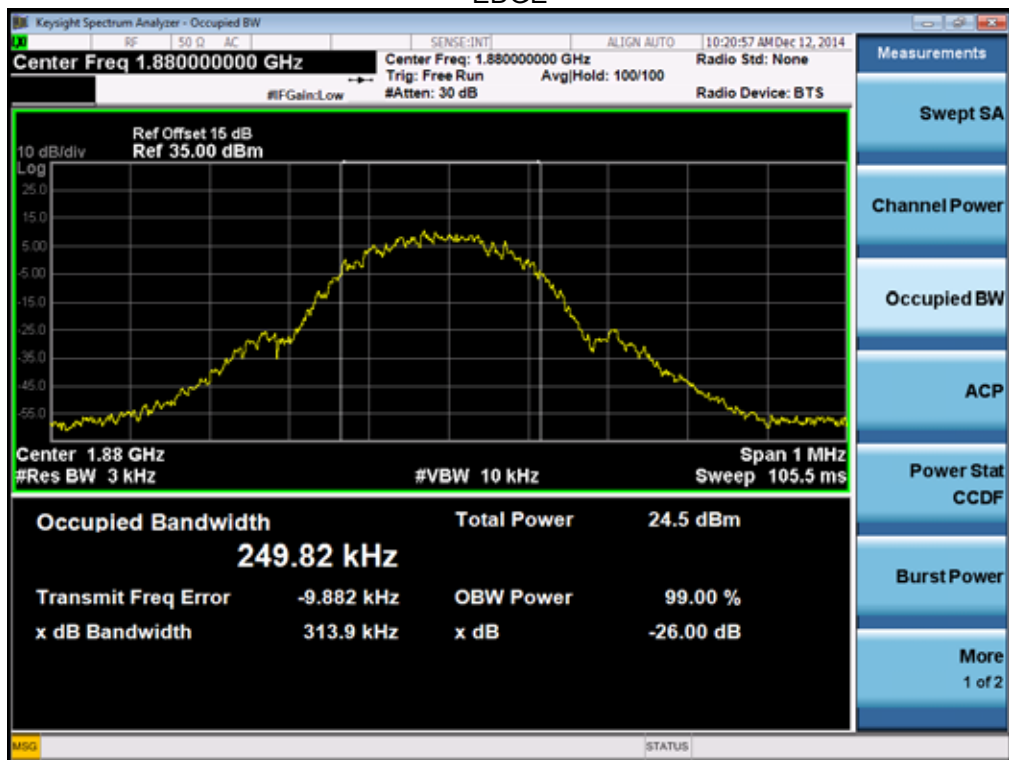 EDGE
Keysight Spectrum Analyzer - Occupied BW
RF 50 Ω AC SENSE:INT ALIGN AUTO 10:20:57 AM Dec 12, 2014
Center Freq 1.880000000 GHz
Center Freq: 1.880000000 GHz
Radio Std: None
Trig: Free Run Avg|Hold: 100/100
#IFGain:Low #Atten: 30 dB Radio Device: BTS
Measurements
Swept SA
Channel Power
Occupied BW
ACP
Power Stat
CCDF
Burst Power
More
1 of 2
Ref Offset 15 dB
10 dB/div Ref 35.00 dBm
Log
25.0
15.0
5.00
-5.00
-15.0
-25.0
-35.0
-45.0
-55.0
Center 1.88 GHz Span 1 MHz
#Res BW 3 kHz #VBW 10 kHz Sweep 105.5 ms
Occupied Bandwidth Total Power 24.5 dBm
249.82 kHz
Transmit Freq Error -9.882 kHz OBW Power 99.00 %
x dB Bandwidth 313.9 kHz x dB -26.00 dB
MSG STATUS